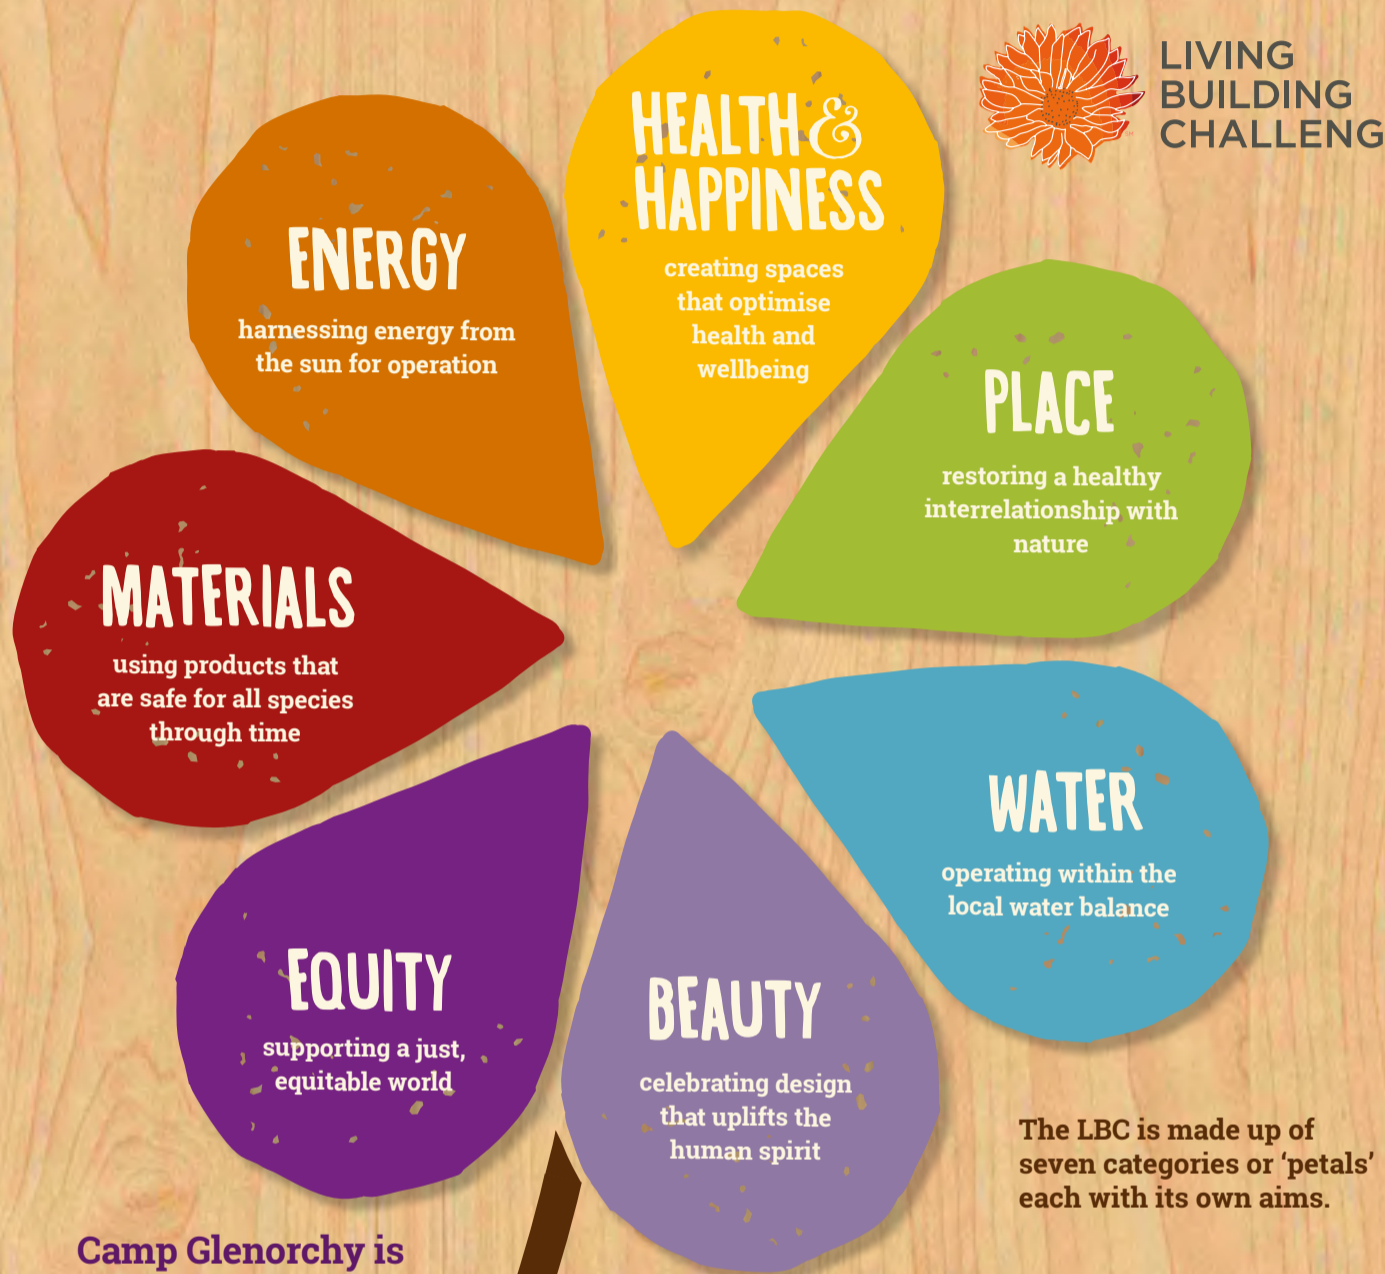 LIVING
BUILDING
CHALLENG
HEALTH &
HAPPINESS
creating spaces
that optimise
health and
wellbeing
ENERGY
harnessing energy from
the sun for operation
PLACE
restoring a healthy
interrelationship with
nature
MATERIALS
using products that
are safe for all species
through time
WATER
operating within the
local water balance
EQUITY
supporting a just,
equitable world
BEAUTY
celebrating design
that uplifts the
human spirit
The LBC is made up of
seven categories or ‘petals’
each with its own aims.
Camp Glenorchy is